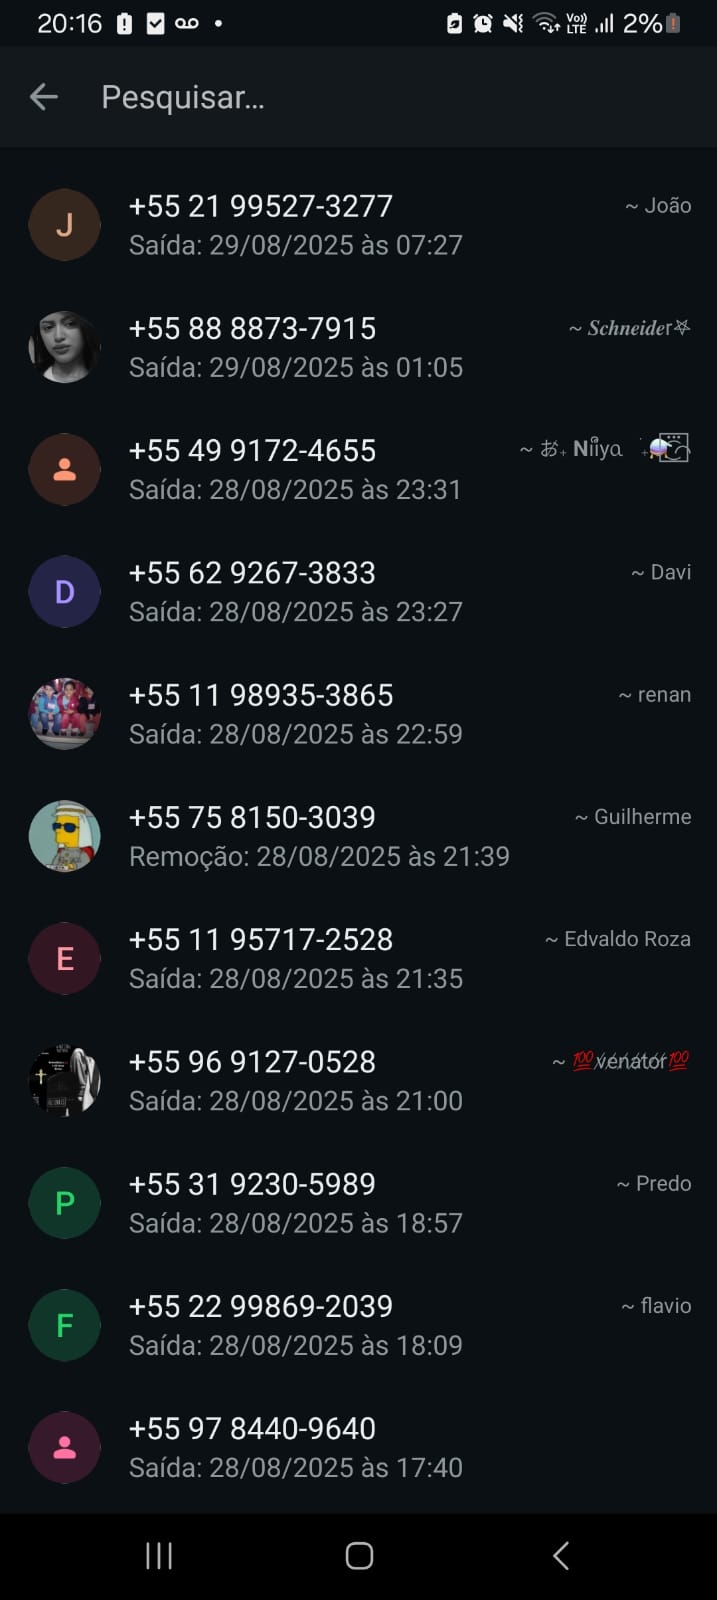 20:16
Vo))
LTE
2%
Pesquisar...
J
+55 21 99527-3277
~ João
Saída: 29/08/2025 às 07:27
+55 88 8873-7915
~ 𝑺𝒄𝒉𝒏𝒆𝒊𝒅𝒆r⛧
Saída: 29/08/2025 às 01:05
+55 49 9172-4655
~ お₊ Niiya
Saída: 28/08/2025 às 23:31
D
+55 62 9267-3833
~ Davi
Saída: 28/08/2025 às 23:27
+55 11 98935-3865
~ renan
Saída: 28/08/2025 às 22:59
+55 75 8150-3039
~ Guilherme
Remoção: 28/08/2025 às 21:39
E
+55 11 95717-2528
~ Edvaldo Roza
Saída: 28/08/2025 às 21:35
+55 96 9127-0528
~ 💯venator💯
Saída: 28/08/2025 às 21:00
P
+55 31 9230-5989
~ Predo
Saída: 28/08/2025 às 18:57
F
+55 22 99869-2039
~ flavio
Saída: 28/08/2025 às 18:09
+55 97 8440-9640
Saída: 28/08/2025 às 17:40